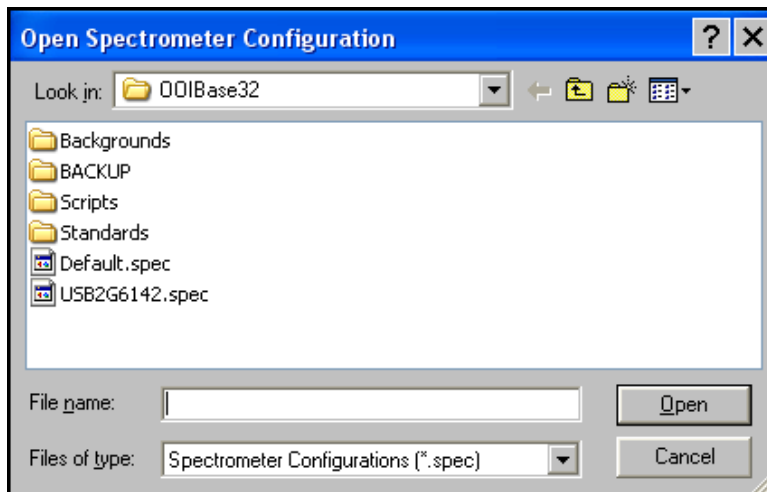 Open Spectrometer Configuration
Look in: OOIBase32
Backgrounds
BACKUP
Scripts
Standards
Default.spec
USB2G6142.spec
File name:
Open
Files of type: Spectrometer Configurations (*.spec)
Cancel